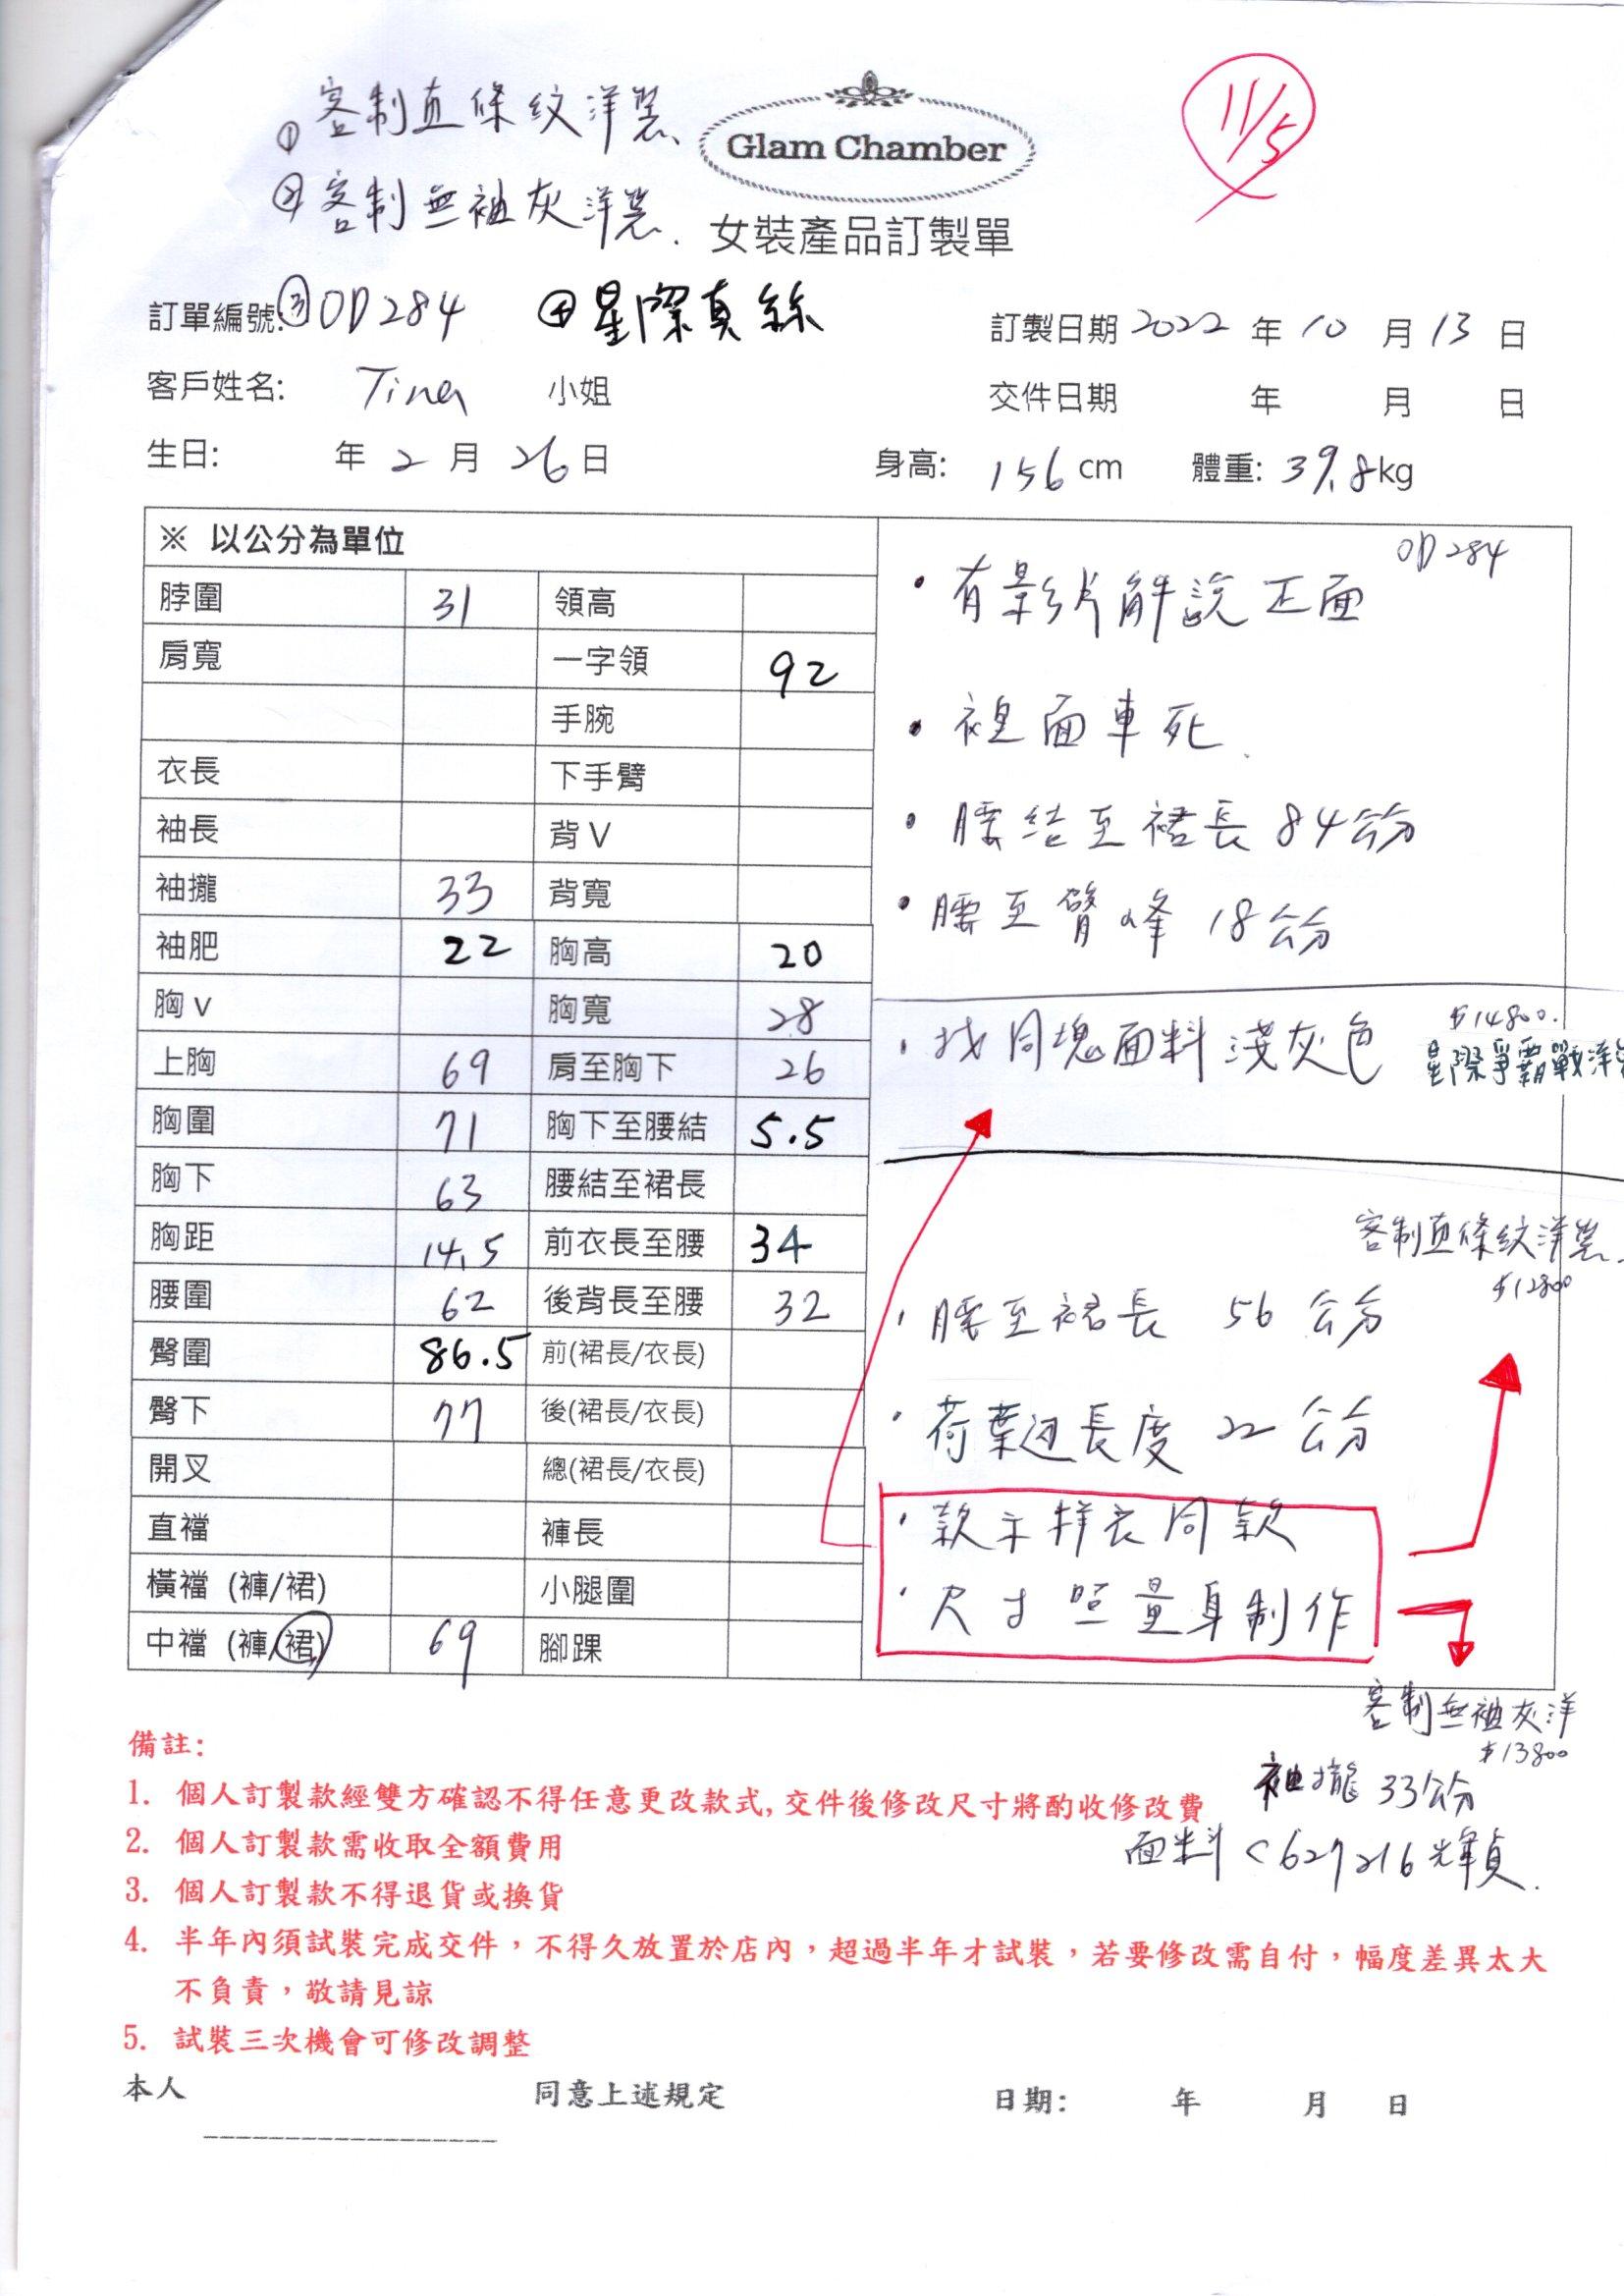 ①客制直條紋洋裝、
②客制無袖灰洋裝.
Glam Chamber
11/5
女裝產品訂製單
訂單編號:③OD284 ④星際真絲
訂製日期 2022 年 10 月 13 日
客戶姓名: Tina 小姐
交件日期 年 月 日
生日: 年 2 月 26 日
身高: 156 cm 體重: 39.8 kg
※ 以公分為單位
脖圍 31 領高
肩寬 一字領 92
手腕
衣長 下手臂
袖長 背V
袖攏 33 背寬
袖肥 22 胸高 20
胸v 胸寬 28
上胸 69 肩至胸下 26
胸圍 71 胸下至腰結 5.5
胸下 63 腰結至裙長
胸距 14.5 前衣長至腰 34
腰圍 62 後背長至腰 32
臀圍 86.5 前(裙長/衣長)
臀下 77 後(裙長/衣長)
開叉 總(裙長/衣長)
直襠 褲長
橫襠 (褲/裙) 小腿圍
中襠 (褲/裙) 69 腳踝
OD284
・有影片解說正面
・裡面車死.
・腰結至裙長 84公分
・腰至臀峰 18公分
・找同塊面料淺灰色
$14800.
星際爭霸戰洋裝
客制直條紋洋裝
$12800
・腰至裙長 56 公分
・荷葉边長度 22 公分
・款示样衣同款
・尺寸照量身制作
客制無袖灰洋
$13800
袖攏 33公分
面料 C627216 光輝貞.
備註:
1. 個人訂製款經雙方確認不得任意更改款式,交件後修改尺寸將酌收修改費
2. 個人訂製款需收取全額費用
3. 個人訂製款不得退貨或換貨
4. 半年內須試裝完成交件，不得久放置於店內，超過半年才試裝，若要修改需自付，幅度差異太大
不負責，敬請見諒
5. 試裝三次機會可修改調整
本人 同意上述規定 日期: 年 月 日